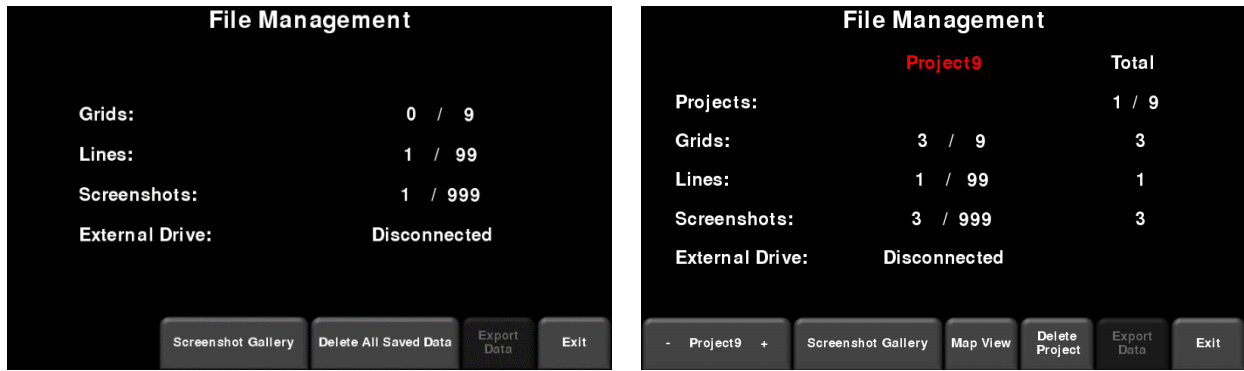 File Management
Grids: 0 / 9
Lines: 1 / 99
Screenshots: 1 / 999
External Drive: Disconnected
Screenshot Gallery Delete All Saved Data Export Data Exit
File Management
Project9 Total
Projects: 1 / 9
Grids: 3 / 9 3
Lines: 1 / 99 1
Screenshots: 3 / 999 3
External Drive: Disconnected
- Project9 + Screenshot Gallery Map View Delete Project Export Data Exit